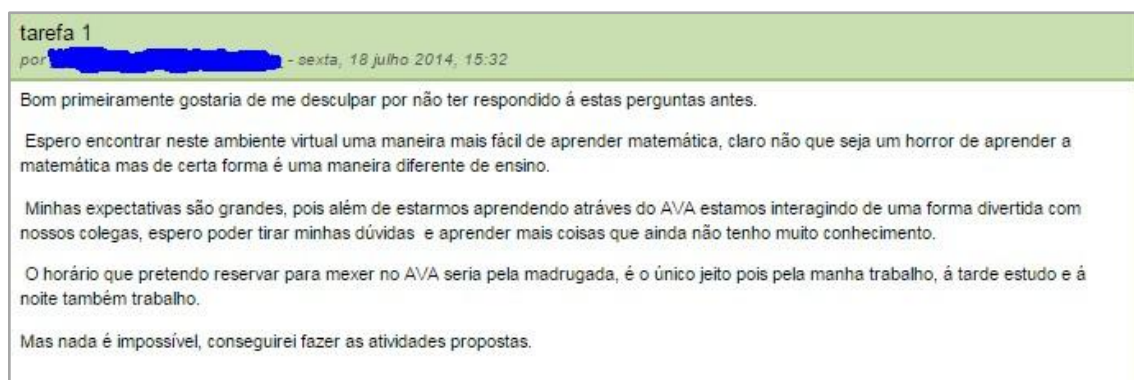 tarefa 1
por - sexta, 18 julho 2014, 15:32
Bom primeiramente gostaria de me desculpar por não ter respondido á estas perguntas antes.
Espero encontrar neste ambiente virtual uma maneira mais fácil de aprender matemática, claro não que seja um horror de aprender a
matemática mas de certa forma é uma maneira diferente de ensino.
Minhas expectativas são grandes, pois além de estarmos aprendendo atráves do AVA estamos interagindo de uma forma divertida com
nossos colegas, espero poder tirar minhas dúvidas e aprender mais coisas que ainda não tenho muito conhecimento.
O horário que pretendo reservar para mexer no AVA seria pela madrugada, é o único jeito pois pela manha trabalho, á tarde estudo e á
noite também trabalho.
Mas nada é impossível, conseguirei fazer as atividades propostas.